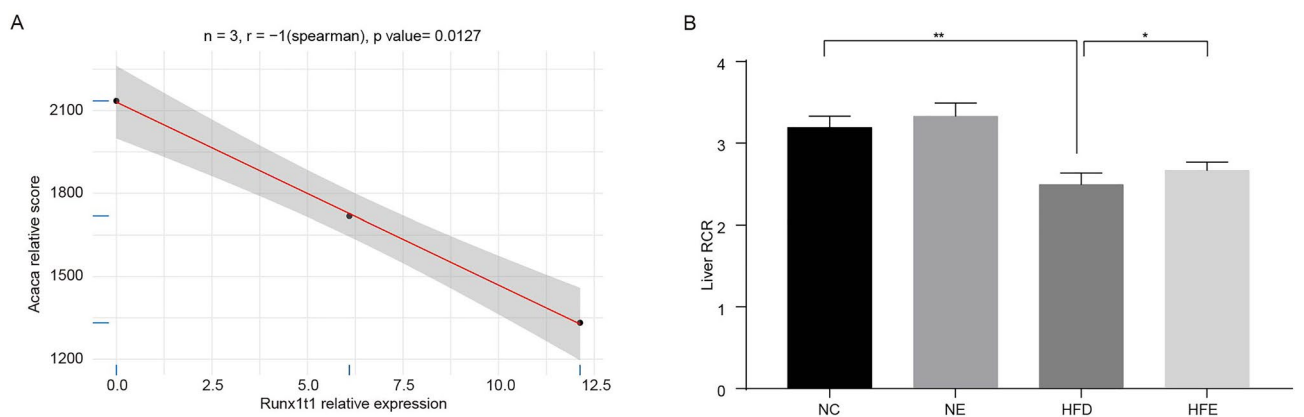 A
n = 3, r = −1(spearman), p value= 0.0127
Acaca relative score
2100
1800
1500
1200
0.0 2.5 5.0 7.5 10.0 12.5
Runx1t1 relative expression
B
** *
Liver RCR
4
3
2
1
0
NC NE HFD HFE